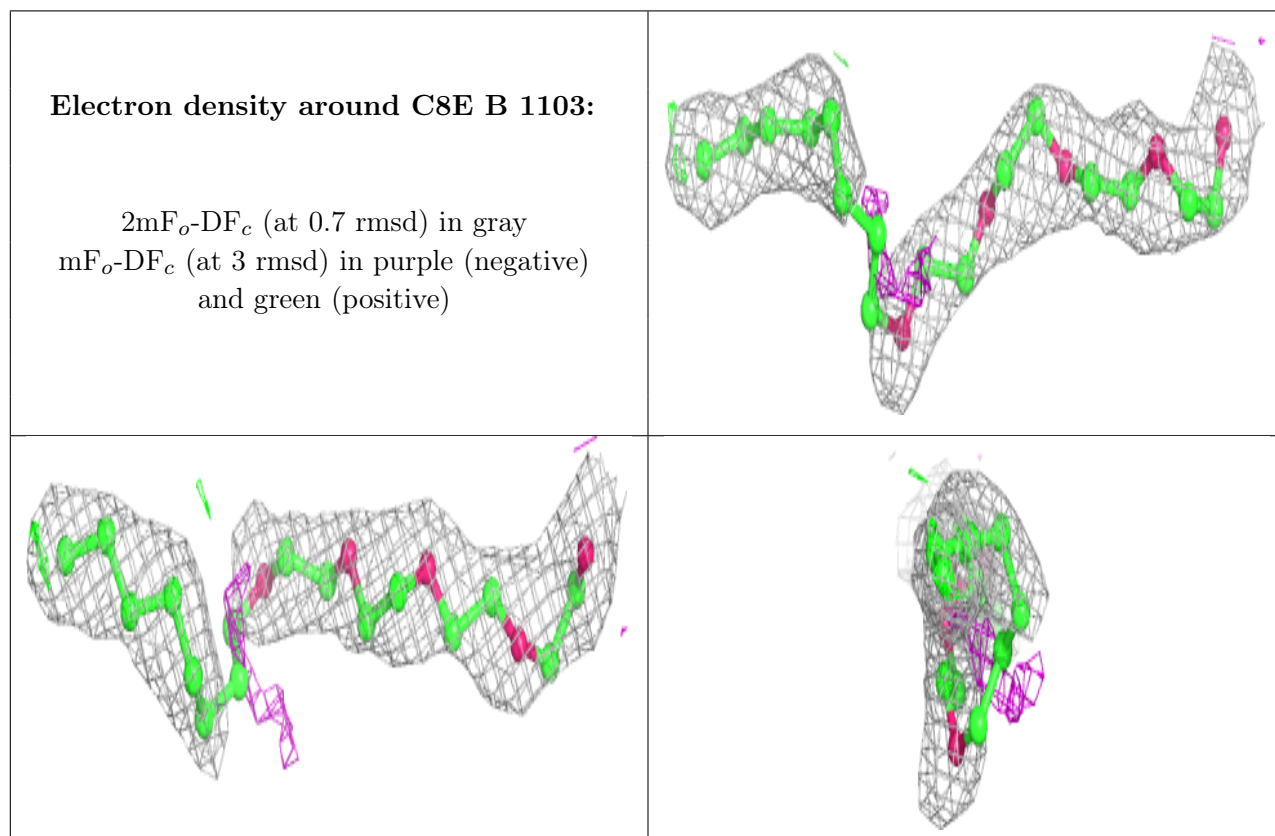 Electron density around C8E B 1103:
2mFo-DFc (at 0.7 rmsd) in gray
mFo-DFc (at 3 rmsd) in purple (negative)
and green (positive)